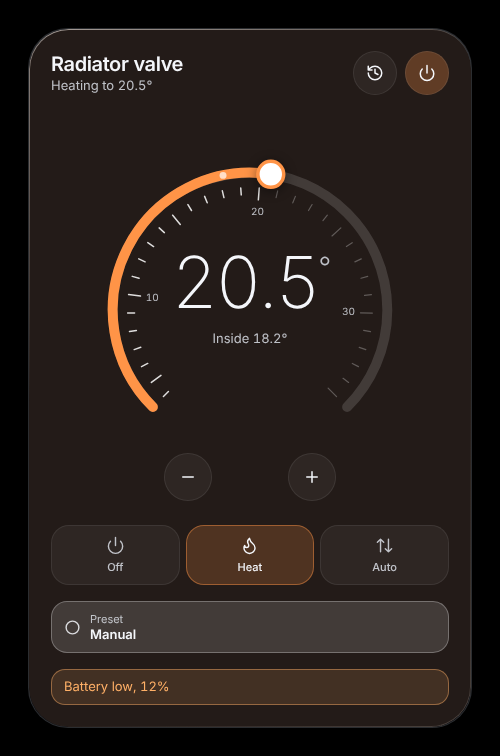 Radiator valve
Heating to 20.5°
20
20.5°
10
30
Inside 18.2°
Off
Heat
Auto
Preset
Manual
Battery low, 12%